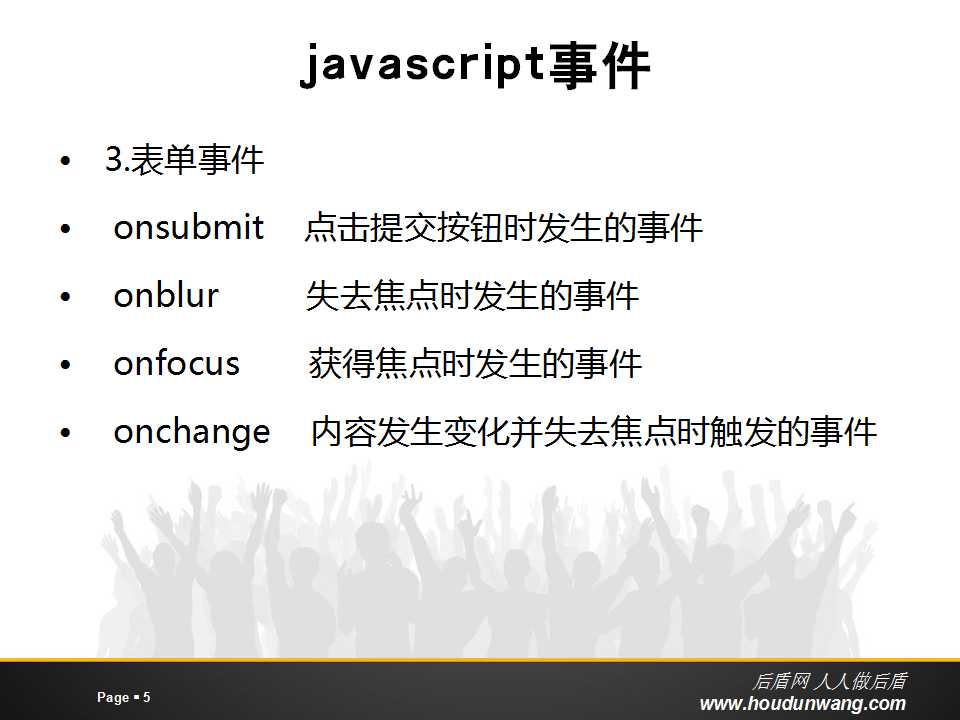 javascript事件
• 3.表单事件
• onsubmit 点击提交按钮时发生的事件
• onblur 失去焦点时发生的事件
• onfocus 获得焦点时发生的事件
• onchange 内容发生变化并失去焦点时触发的事件
Page ▪ 5
后盾网 人人做后盾
www.houdunwang.com